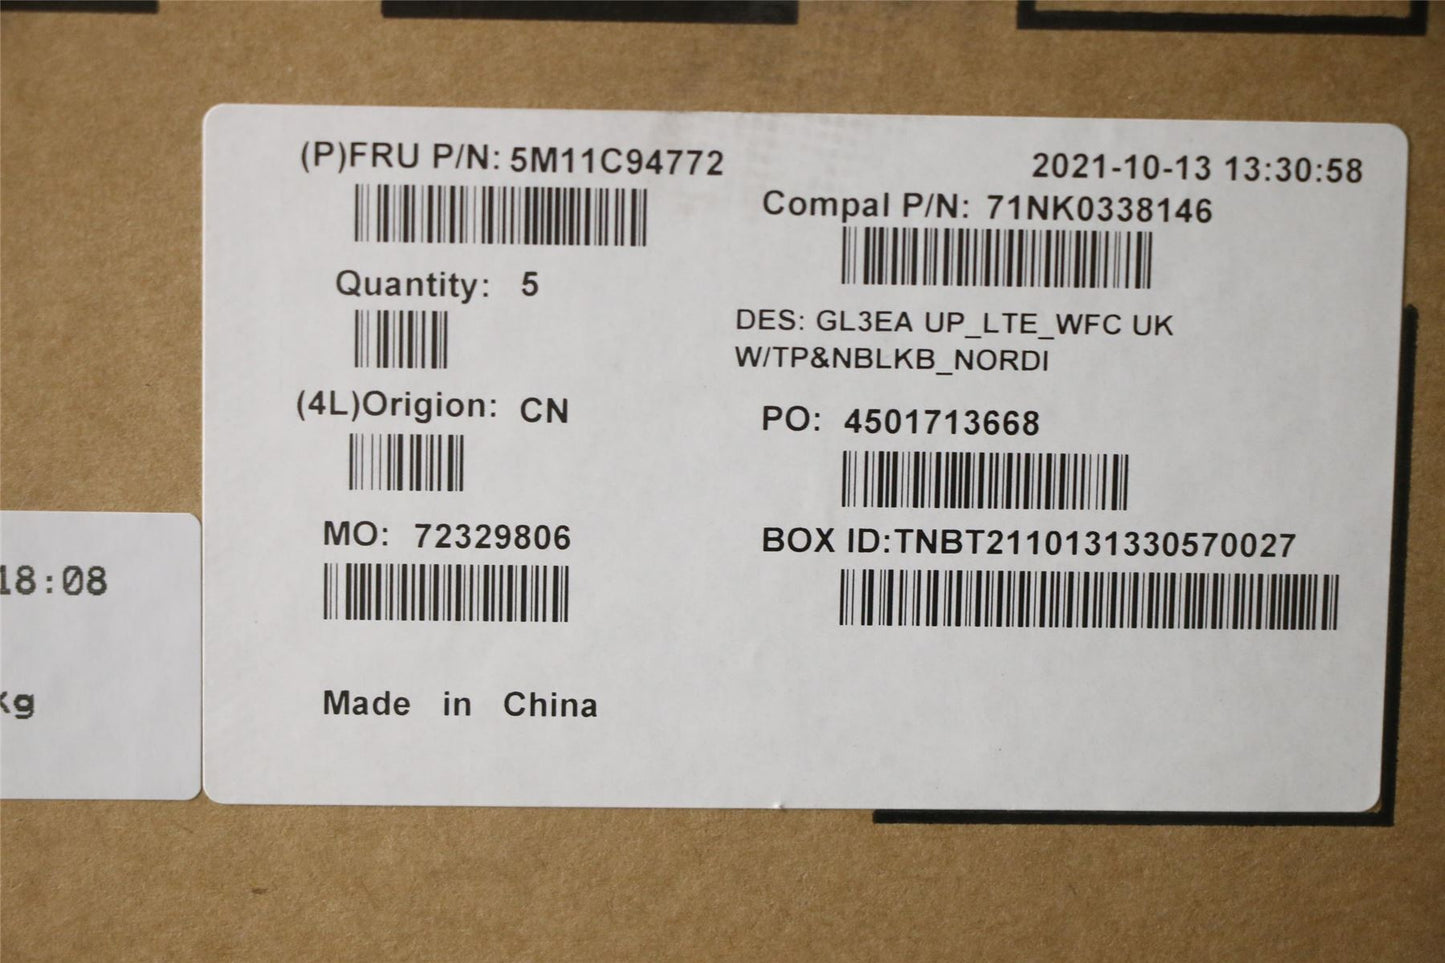 (P)FRU P/N: 5M11C94772
2021-10-13 13:30:58
Compal P/N: 71NK0338146
Quantity: 5
DES: GL3EA UP_LTE_WFC UK
W/TP&NBLKB_NORDI
(4L)Origion: CN
PO: 4501713668
MO: 72329806
BOX ID:TNBT2110131330570027
Made in China
18:08
Kg